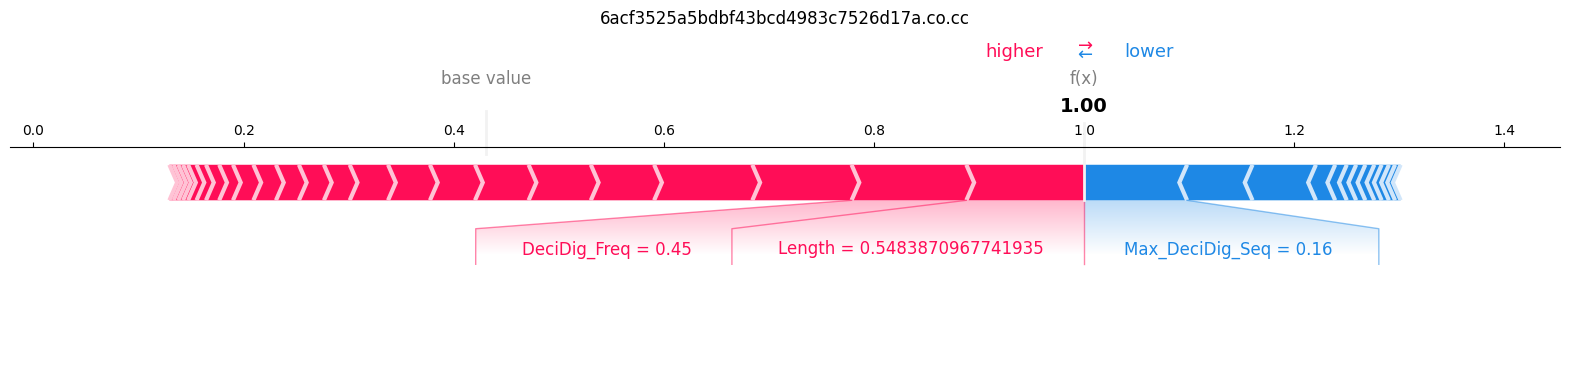 6acf3525a5bdbf43bcd4983c7526d17a.co.cc
higher ⇄ lower
base value f(x)
1.00
0.0 0.2 0.4 0.6 0.8 1.0 1.2 1.4
DeciDig_Freq = 0.45 Length = 0.5483870967741935 Max_DeciDig_Seq = 0.16